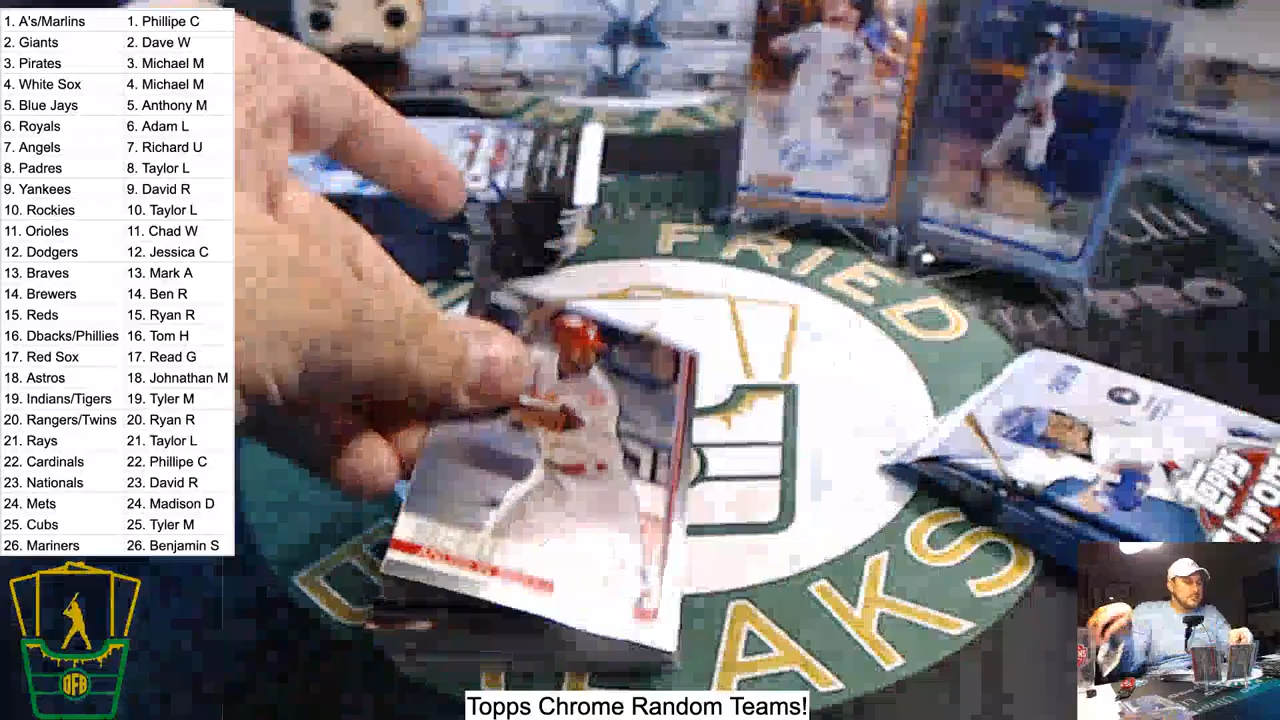 1. A's/Marlins 1. Phillipe C
2. Giants 2. Dave W
3. Pirates 3. Michael M
4. White Sox 4. Michael M
5. Blue Jays 5. Anthony M
6. Royals 6. Adam L
7. Angels 7. Richard U
8. Padres 8. Taylor L
9. Yankees 9. David R
10. Rockies 10. Taylor L
11. Orioles 11. Chad W
12. Dodgers 12. Jessica C
13. Braves 13. Mark A
14. Brewers 14. Ben R
15. Reds 15. Ryan R
16. Dbacks/Phillies 16. Tom H
17. Red Sox 17. Read G
18. Astros 18. Johnathan M
19. Indians/Tigers 19. Tyler M
20. Rangers/Twins 20. Ryan R
21. Rays 21. Taylor L
22. Cardinals 22. Phillipe C
23. Nationals 23. David R
24. Mets 24. Madison D
25. Cubs 25. Tyler M
26. Mariners 26. Benjamin S
FRIED
PRO
TOPPS
CHROME
DFB
Topps Chrome Random Teams!